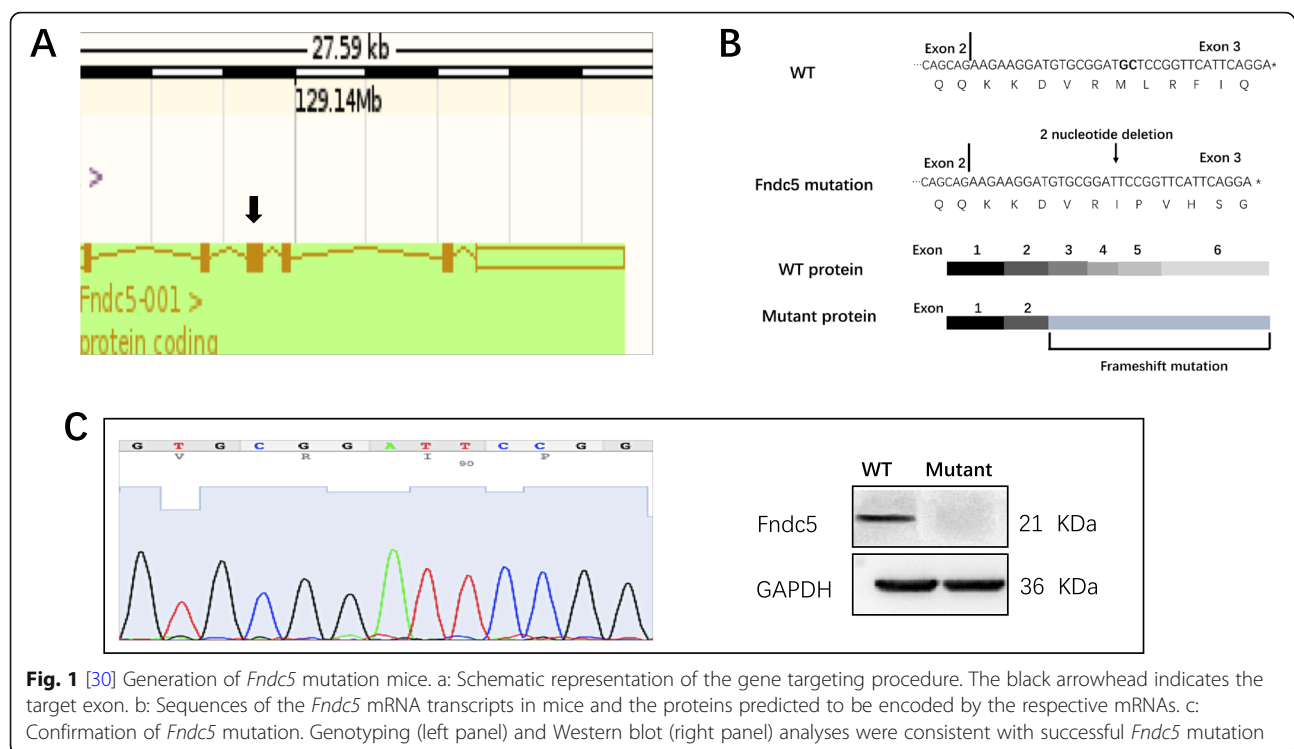 A
27.59 kb
129.14Mb
>
Fndc5-001 >
protein coding
B
WT
Exon 2
Exon 3
···CAGCAGAAGAAGGATGTGCGGATGCTCCGGTTCATTCAGGA*
Q Q K K D V R M L R F I Q
2 nucleotide deletion
Fndc5 mutation
Exon 2
Exon 3
···CAGCAGAAGAAGGATGTGCGGATTCCGGTTCATTCAGGA *
Q Q K K D V R I P V H S G
WT protein
Exon 1 2 3 4 5 6
Mutant protein
Exon 1 2
Frameshift mutation
C
G T G C G G A T T C C G G
V R I P
90
WT Mutant
Fndc5 21 KDa
GAPDH 36 KDa
Fig. 1 [30] Generation of Fndc5 mutation mice. a: Schematic representation of the gene targeting procedure. The black arrowhead indicates the
target exon. b: Sequences of the Fndc5 mRNA transcripts in mice and the proteins predicted to be encoded by the respective mRNAs. c:
Confirmation of Fndc5 mutation. Genotyping (left panel) and Western blot (right panel) analyses were consistent with successful Fndc5 mutation